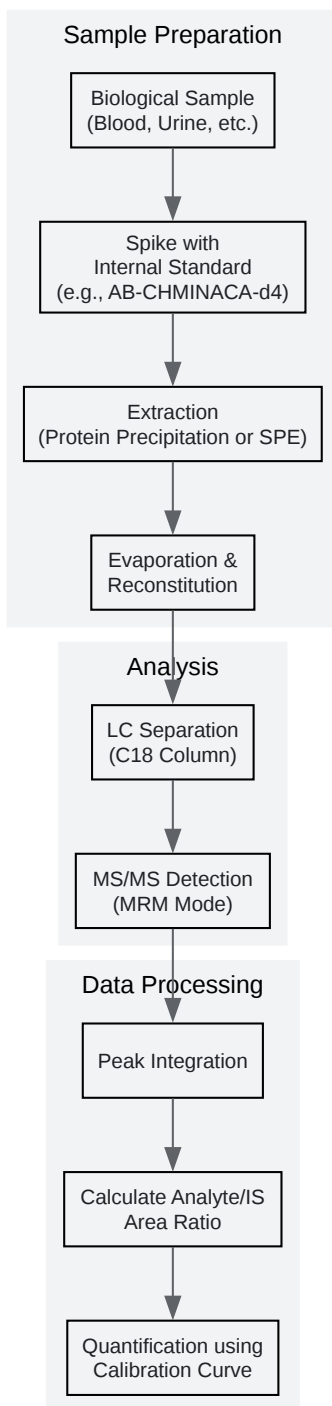 Sample Preparation
Biological Sample
(Blood, Urine, etc.)
Spike with
Internal Standard
(e.g., AB-CHMINACA-d4)
Extraction
(Protein Precipitation or SPE)
Evaporation &
Reconstitution
Analysis
LC Separation
(C18 Column)
MS/MS Detection
(MRM Mode)
Data Processing
Peak Integration
Calculate Analyte/IS
Area Ratio
Quantification using
Calibration Curve